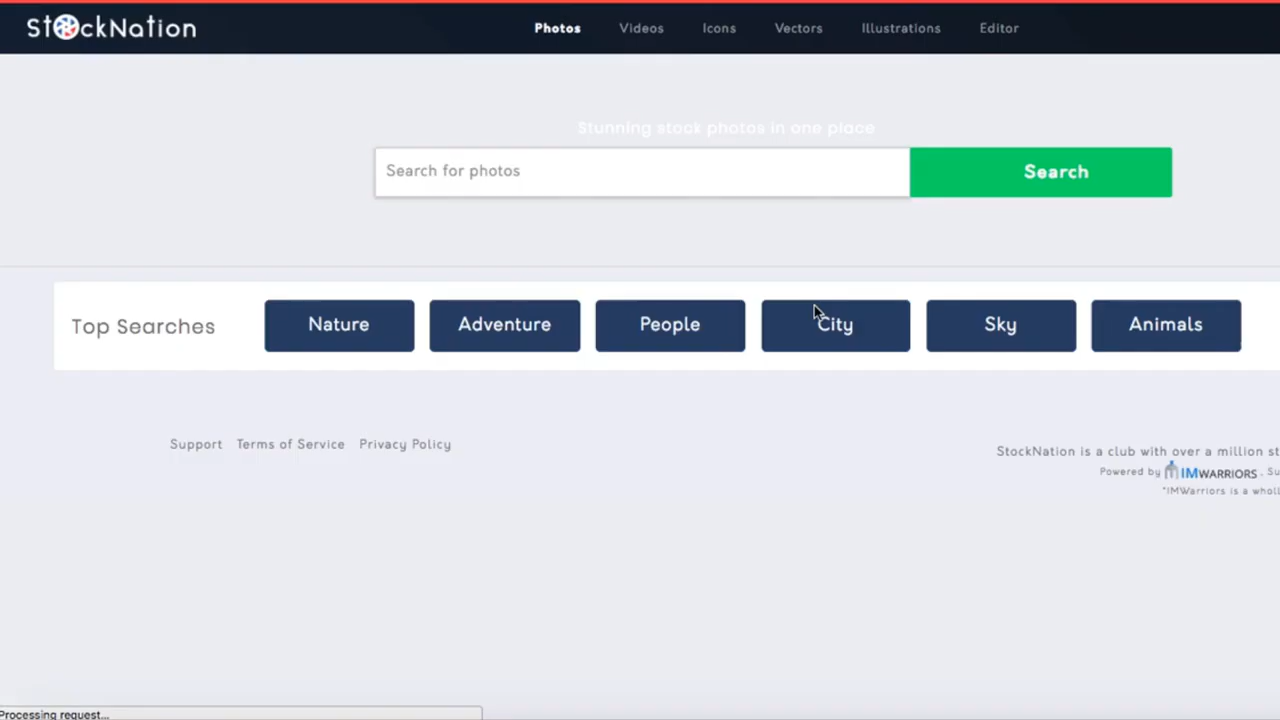 StockNation
Photos Videos Icons Vectors Illustrations Editor
Stunning stock photos in one place
Search for photos
Search
Top Searches Nature Adventure People City Sky Animals
Support Terms of Service Privacy Policy
StockNation is a club with over a million
Powered by IMWARRIORS .
*IMWarriors is a
Processing request...